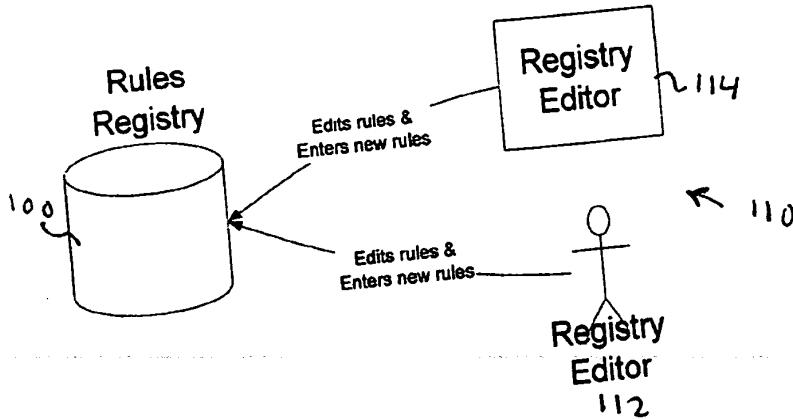 Rules
Registry
100
Edits rules &
Enters new rules
Registry
Editor
114
110
Edits rules &
Enters new rules
Registry
Editor
112